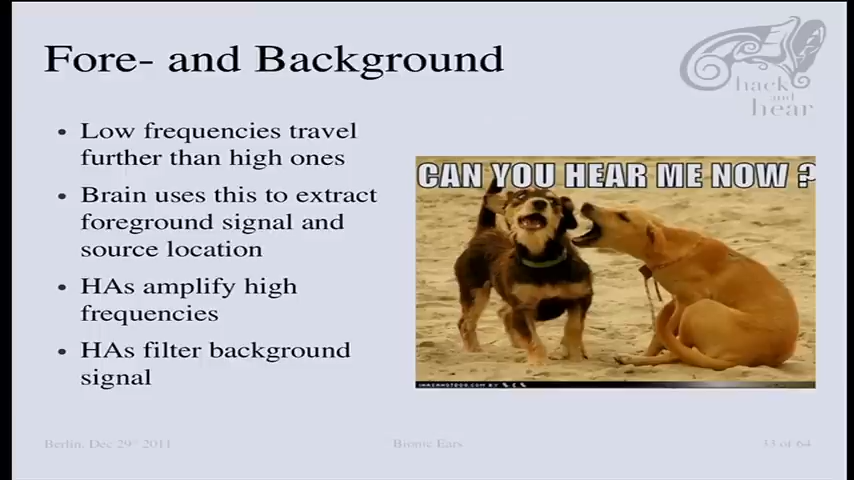 Fore- and Background
hack
and
hear
• Low frequencies travel
further than high ones
• Brain uses this to extract
foreground signal and
source location
• HAs amplify high
frequencies
• HAs filter background
signal
CAN YOU HEAR ME NOW ?
Berlin, Dec 29th 2011
Bionic Ears
33 of 64